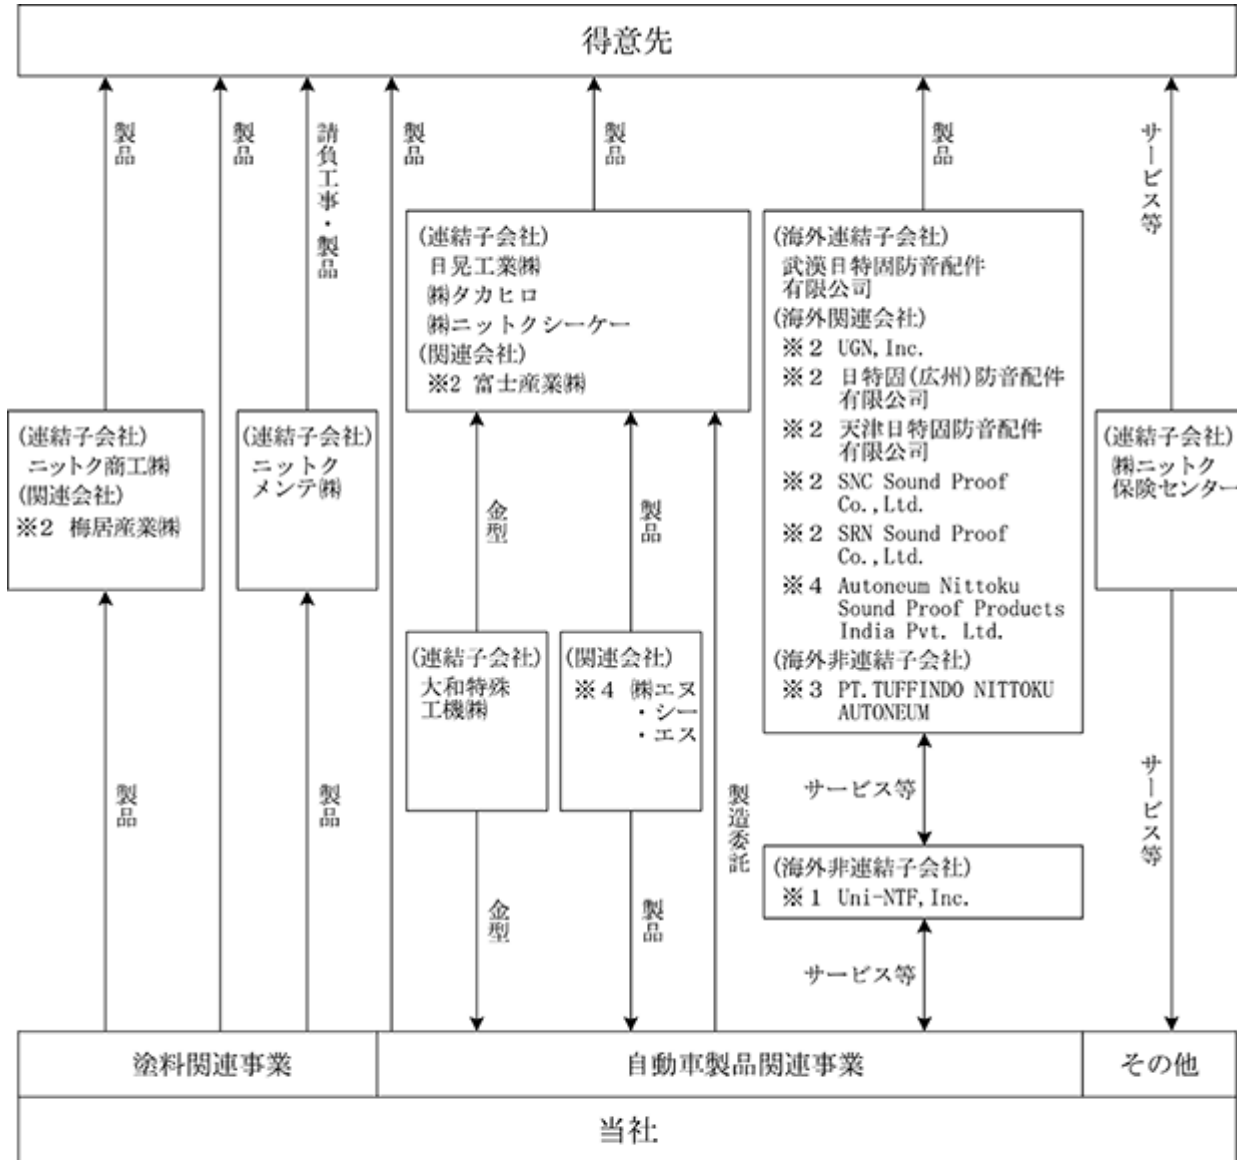 得意先
製品
製品
請負工事・製品
製品
製品
製品
サービス等
(連結子会社)
日晃工業㈱
㈱タカヒロ
㈱ニットクシーケー
(関連会社)
※2 富士産業㈱
(海外連結子会社)
武漢日特固防音配件
有限公司
(海外関連会社)
※2 UGN,Inc.
※2 日特固(広州)防音配件
有限公司
※2 天津日特固防音配件
有限公司
※2 SNC Sound Proof
Co.,Ltd.
※2 SRN Sound Proof
Co.,Ltd.
※4 Autoneum Nittoku
Sound Proof Products
India Pvt. Ltd.
(海外非連結子会社)
※3 PT.TUFFINDO NITTOKU
AUTONEUM
(連結子会社)
ニットク商工㈱
(関連会社)
※2 梅居産業㈱
(連結子会社)
ニットク
メンテ㈱
(連結子会社)
㈱ニットク
保険センター
金型
製品
(連結子会社)
大和特殊
工機㈱
(関連会社)
※4 ㈱エヌ
・シー
・エス
製品
製品
製造委託
サービス等
サービス等
(海外非連結子会社)
※1 Uni-NTF,Inc.
金型
製品
サービス等
塗料関連事業
自動車製品関連事業
その他
当社